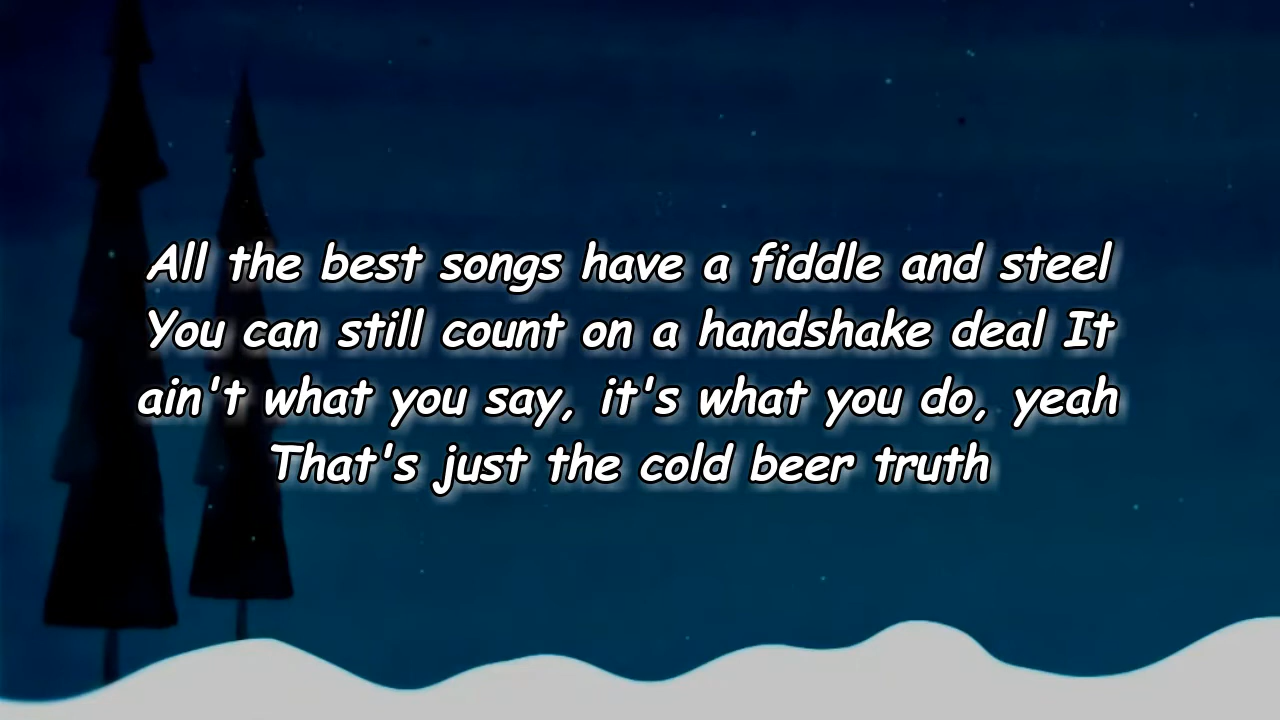 All the best songs have a fiddle and steel
You can still count on a handshake deal It
ain't what you say, it's what you do, yeah
That's just the cold beer truth